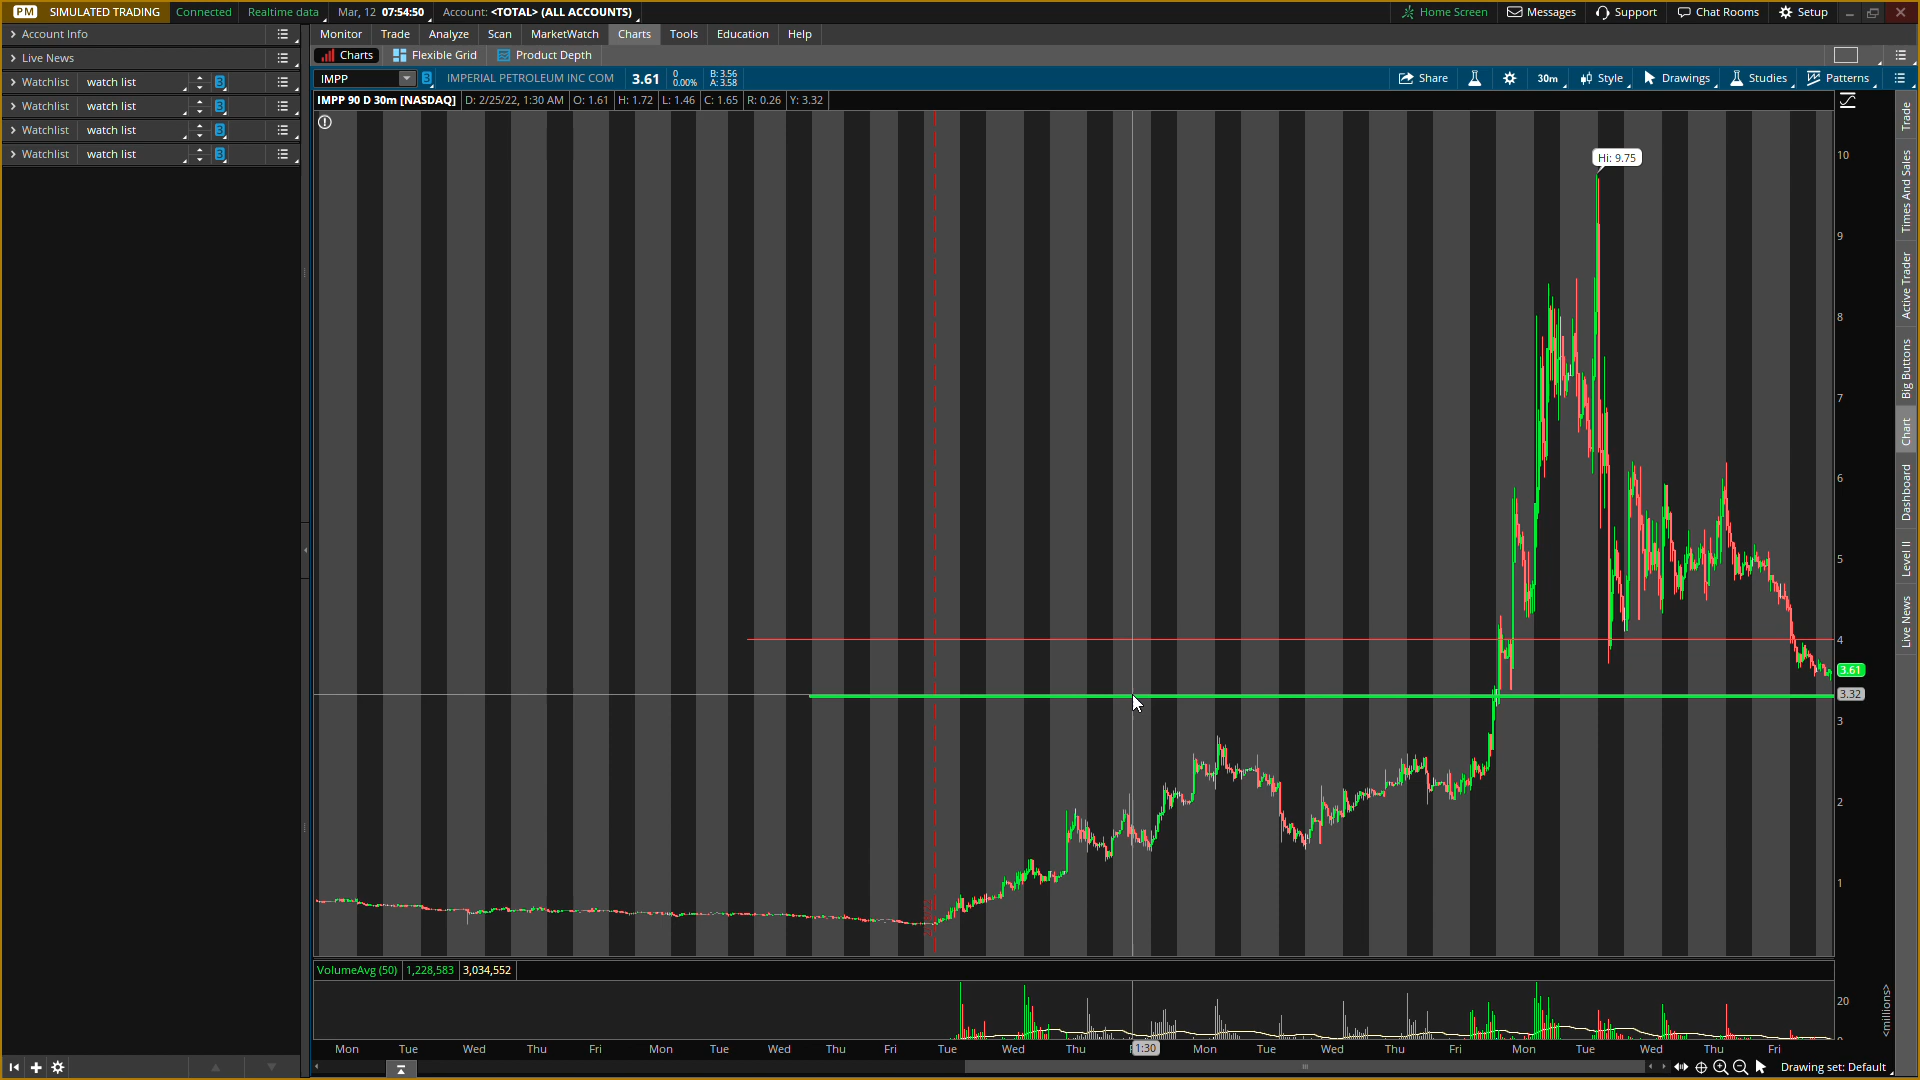 PM SIMULATED TRADING Connected Realtime data Mar, 12 07:54:50 Account: <TOTAL> (ALL ACCOUNTS) Home Screen Messages Support Chat Rooms Setup
Account Info
Live News
Watchlist watch list 3
Watchlist watch list 3
Watchlist watch list 3
Watchlist watch list 3
Monitor Trade Analyze Scan MarketWatch Charts Tools Education Help
Charts Flexible Grid Product Depth
IMPP 3 IMPERIAL PETROLEUM INC COM 3.61 0 0.00% B: 3.56 A: 3.58 Share 30m Style Drawings Studies Patterns
IMPP 90 D 30m [NASDAQ] D: 2/25/22, 1:30 AM O: 1.61 H: 1.72 L: 1.46 C: 1.65 R: 0.26 Y: 3.32
Hi: 9.75
10
9
8
7
6
5
4
3.61
3.32
3
2
1
VolumeAvg (50) 1,228,583 3,034,552
20
<millions>
Mon Tue Wed Thu Fri Mon Tue Wed Thu Fri Tue Wed Thu 1:30 Mon Tue Wed Thu Fri Mon Tue Wed Thu Fri
Drawing set: Default
Trade
Times And Sales
Active Trader
Big Buttons
Chart
Dashboard
Level II
Live News